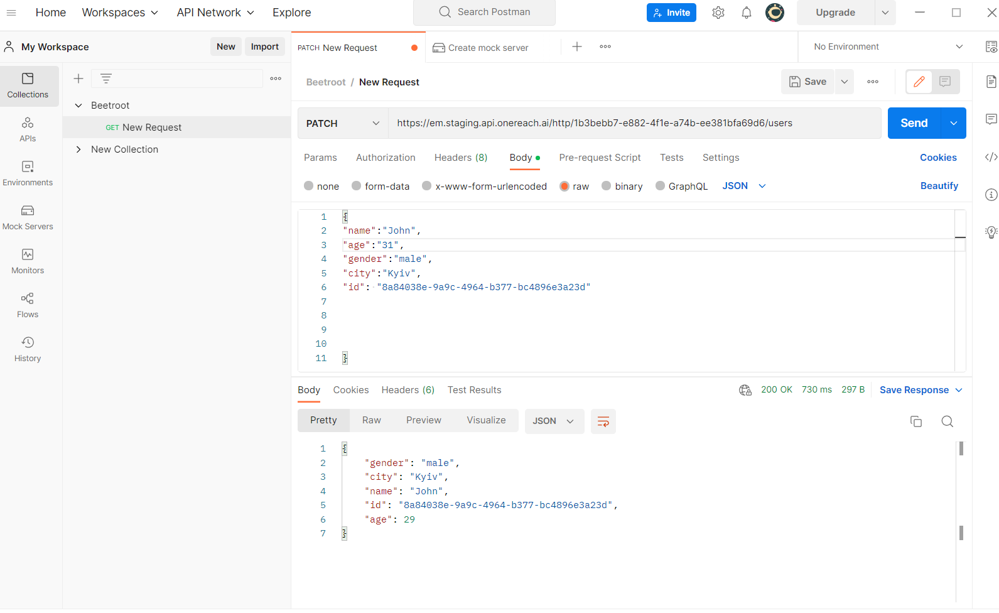 Home Workspaces API Network Explore Search Postman Invite Upgrade
My Workspace New Import PATCH New Request Create mock server No Environment
Collections
APIs
Environments
Mock Servers
Monitors
Flows
History
Beetroot
GET New Request
New Collection
Beetroot / New Request Save
PATCH https://em.staging.api.onereach.ai/http/1b3bebb7-e882-4f1e-a74b-ee381bfa69d6/users Send
Params Authorization Headers (8) Body Pre-request Script Tests Settings Cookies
none form-data x-www-form-urlencoded raw binary GraphQL JSON Beautify
1 {
2 "name":"John",
3 "age":"31",
4 "gender":"male",
5 "city":"Kyiv",
6 "id": "8a84038e-9a9c-4964-b377-bc4896e3a23d"
7
8
9
10
11 }
Body Cookies Headers (6) Test Results 200 OK 730 ms 297 B Save Response
Pretty Raw Preview Visualize JSON
1 {
2 "gender": "male",
3 "city": "Kyiv",
4 "name": "John",
5 "id": "8a84038e-9a9c-4964-b377-bc4896e3a23d",
6 "age": 29
7 }